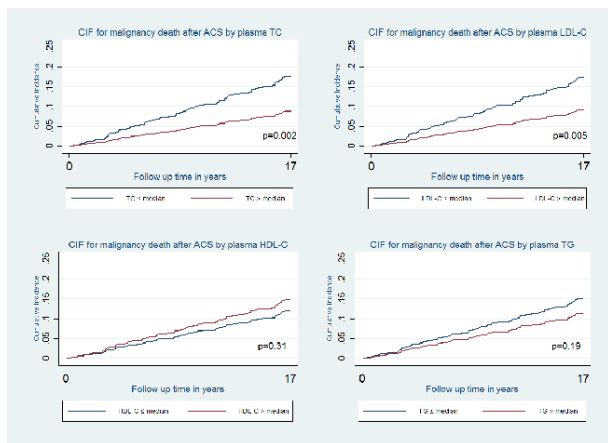 CIF for malignancy death after ACS by plasma TC
Cumulative Incidence
0 .05 .1 .15 .2 .25
p=0.002
0 17
Follow up time in years
TC ≤ median TC > median
CIF for malignancy death after ACS by plasma LDL-C
Cumulative Incidence
0 .05 .1 .15 .2 .25
p=0.005
0 17
Follow up time in years
LDL-C ≤ median LDL-C > median
CIF for malignancy death after ACS by plasma HDL-C
Cumulative Incidence
0 .05 .1 .15 .2 .25
p=0.31
0 17
Follow up time in years
HDL-C ≤ median HDL-C > median
CIF for malignancy death after ACS by plasma TG
Cumulative Incidence
0 .05 .1 .15 .2 .25
p=0.19
0 17
Follow up time in years
TG ≤ median TG > median